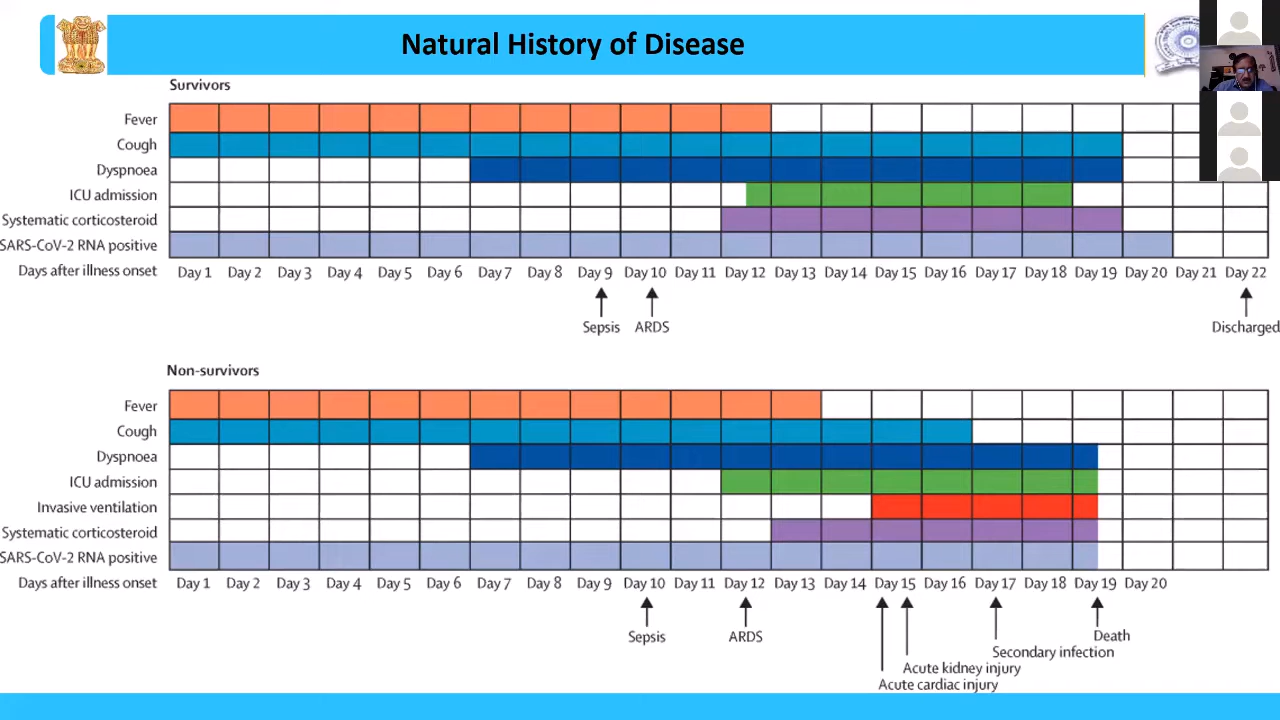 Natural History of Disease
Survivors
Fever
Cough
Dyspnoea
ICU admission
Systematic corticosteroid
SARS-CoV-2 RNA positive
Days after illness onset Day 1 Day 2 Day 3 Day 4 Day 5 Day 6 Day 7 Day 8 Day 9 Day 10 Day 11 Day 12 Day 13 Day 14 Day 15 Day 16 Day 17 Day 18 Day 19 Day 20 Day 21 Day 22
Sepsis ARDS Discharged
Non-survivors
Fever
Cough
Dyspnoea
ICU admission
Invasive ventilation
Systematic corticosteroid
SARS-CoV-2 RNA positive
Days after illness onset Day 1 Day 2 Day 3 Day 4 Day 5 Day 6 Day 7 Day 8 Day 9 Day 10 Day 11 Day 12 Day 13 Day 14 Day 15 Day 16 Day 17 Day 18 Day 19 Day 20
Sepsis ARDS Death
Secondary infection
Acute kidney injury
Acute cardiac injury